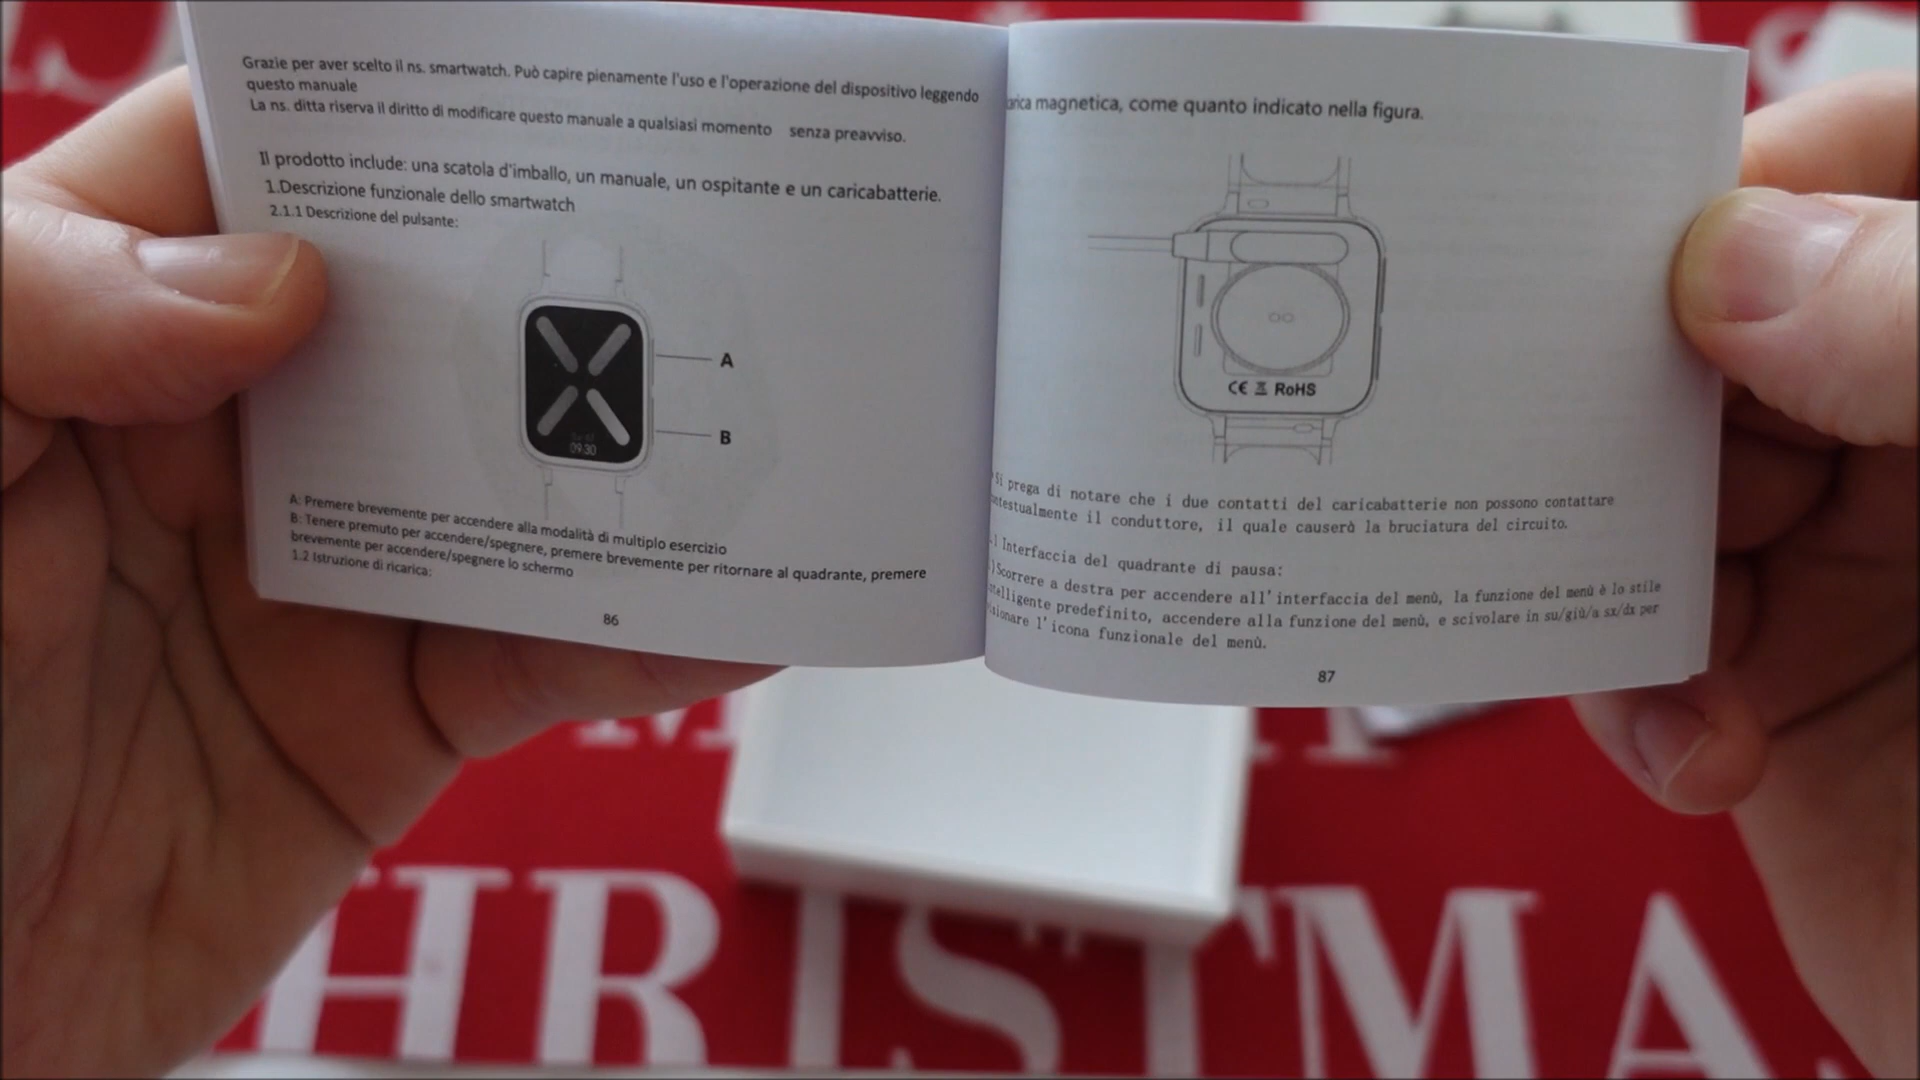 Grazie per aver scelto il ns. smartwatch. Può capire pienamente l'uso e l'operazione del dispositivo leggendo
questo manuale
La ns. ditta riserva il diritto di modificare questo manuale a qualsiasi momento senza preavviso.
Il prodotto include: una scatola d'imballo, un manuale, un ospitante e un caricabatterie.
1.Descrizione funzionale dello smartwatch
2.1.1 Descrizione del pulsante:
A
B
09:30
A: Premere brevemente per accendere alla modalità di multiplo esercizio
B: Tenere premuto per accendere/spegnere, premere brevemente per ritornare al quadrante, premere
brevemente per accendere/spegnere lo schermo
1.2 Istruzione di ricarica:
86
magnetica, come quanto indicato nella figura.
CE RoHS
Si prega di notare che i due contatti del caricabatterie non possono contattare
il conduttore, il quale causerà la bruciatura del circuito.
Interfaccia del quadrante di pausa:
Scorrere a destra per accendere all'interfaccia del menù, la funzione del menù è lo stile
predefinito, accendere alla funzione del menù, e scivolare in su/giù/a sx/dx per
l'icona funzionale del menù.
87
HRISTMA